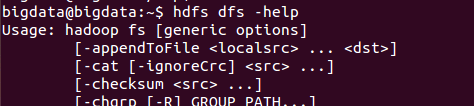 bigdata@bigdata:~$ hdfs dfs -help
Usage: hadoop fs [generic options]
[-appendToFile <localsrc> ... <dst>]
[-cat [-ignoreCrc] <src> ...]
[-checksum <src> ...]
[-chgrp [-R] GROUP PATH...]